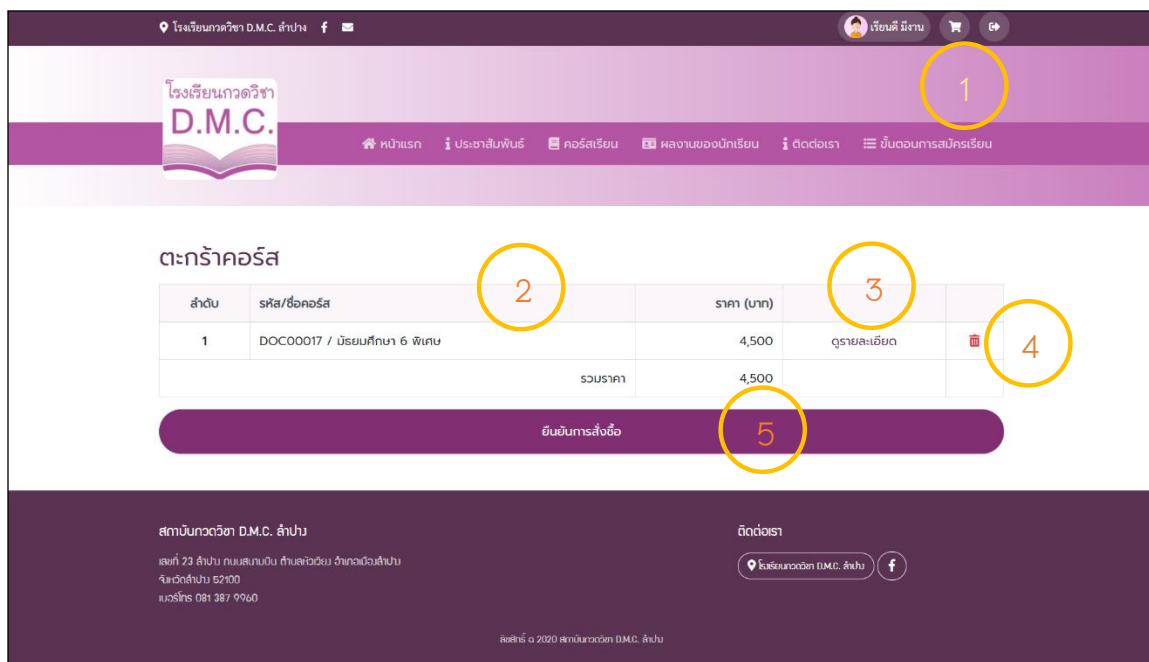 โรงเรียนกวดวิชา D.M.C. ลำปาง
เรียนดี มีงาน
1
โรงเรียนกวดวิชา
D.M.C.
หน้าแรก ประชาสัมพันธ์ คอร์สเรียน ผลงานของนักเรียน ติดต่อเรา ขั้นตอนการสมัครเรียน
ตะกร้าคอร์ส
2
3
ลำดับ รหัส/ชื่อคอร์ส ราคา (บาท)
1 DOC00017 / มัธยมศึกษา 6 พิเศษ 4,500 ดูรายละเอียด
4
รวมราคา 4,500
ยืนยันการสั่งซื้อ
5
สถาบันกวดวิชา D.M.C. ลำปาง
ติดต่อเรา
เลขที่ 23 ลำปาง ถนนสนามบิน ตำบลหัวเวียง อำเภอเมืองลำปาง
จังหวัดลำปาง 52100
เบอร์โทร 081 387 9960
โรงเรียนกวดวิชา D.M.C. ลำปาง
ลิขสิทธิ์ ๏ 2020 สถาบันกวดวิชา D.M.C. ลำปาง